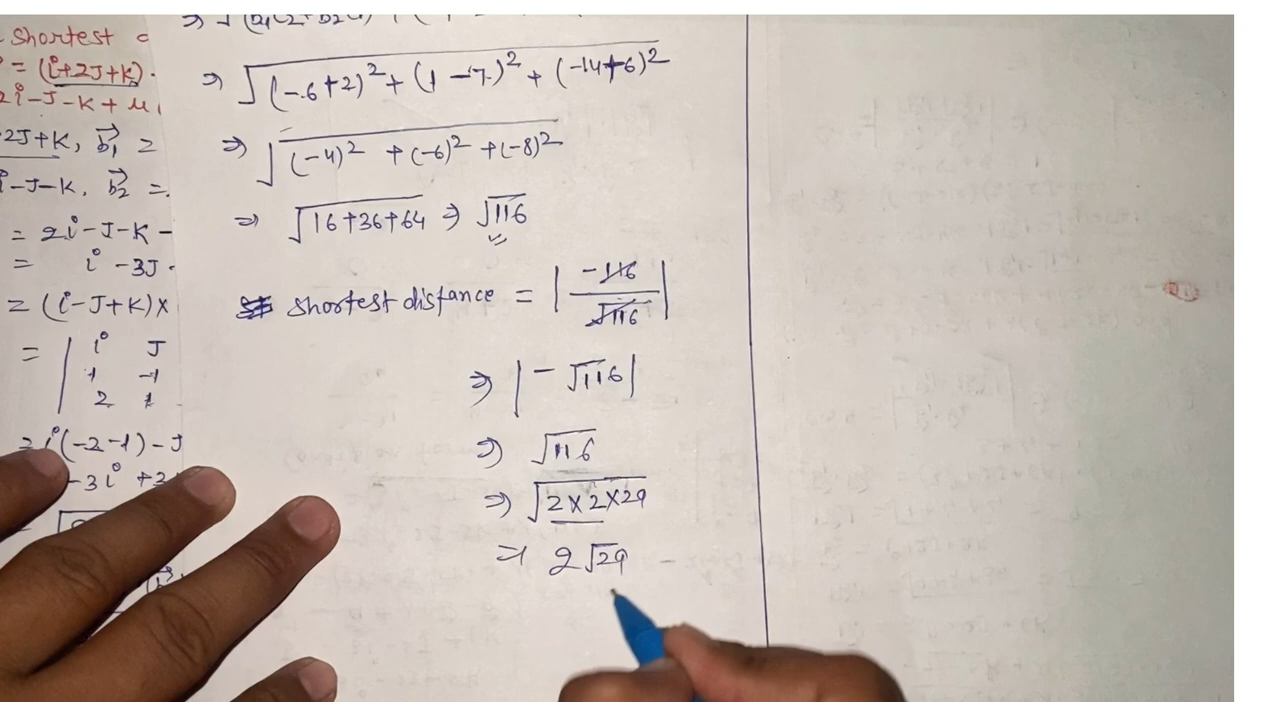 shortest
= (i+2J+K).
2i-J-K+μ
2J+K, b₁⃗ =
i-J-K, b₂⃗ =
= 2i-J-K-
= i-3J
= (i-J+K)×
= | i J
1 -1
2 1
= i(-2-1)-J
-3i +3
⇒ √(-6+2)²+(1-7)²+(-14+6)²
⇒ √(-4)²+(-6)²+(-8)²
⇒ √16+36+64 ⇒ √116
shortest distance = | -116 / √116 |
⇒ |-√116|
⇒ √116
⇒ √2×2×29
⇒ 2√29